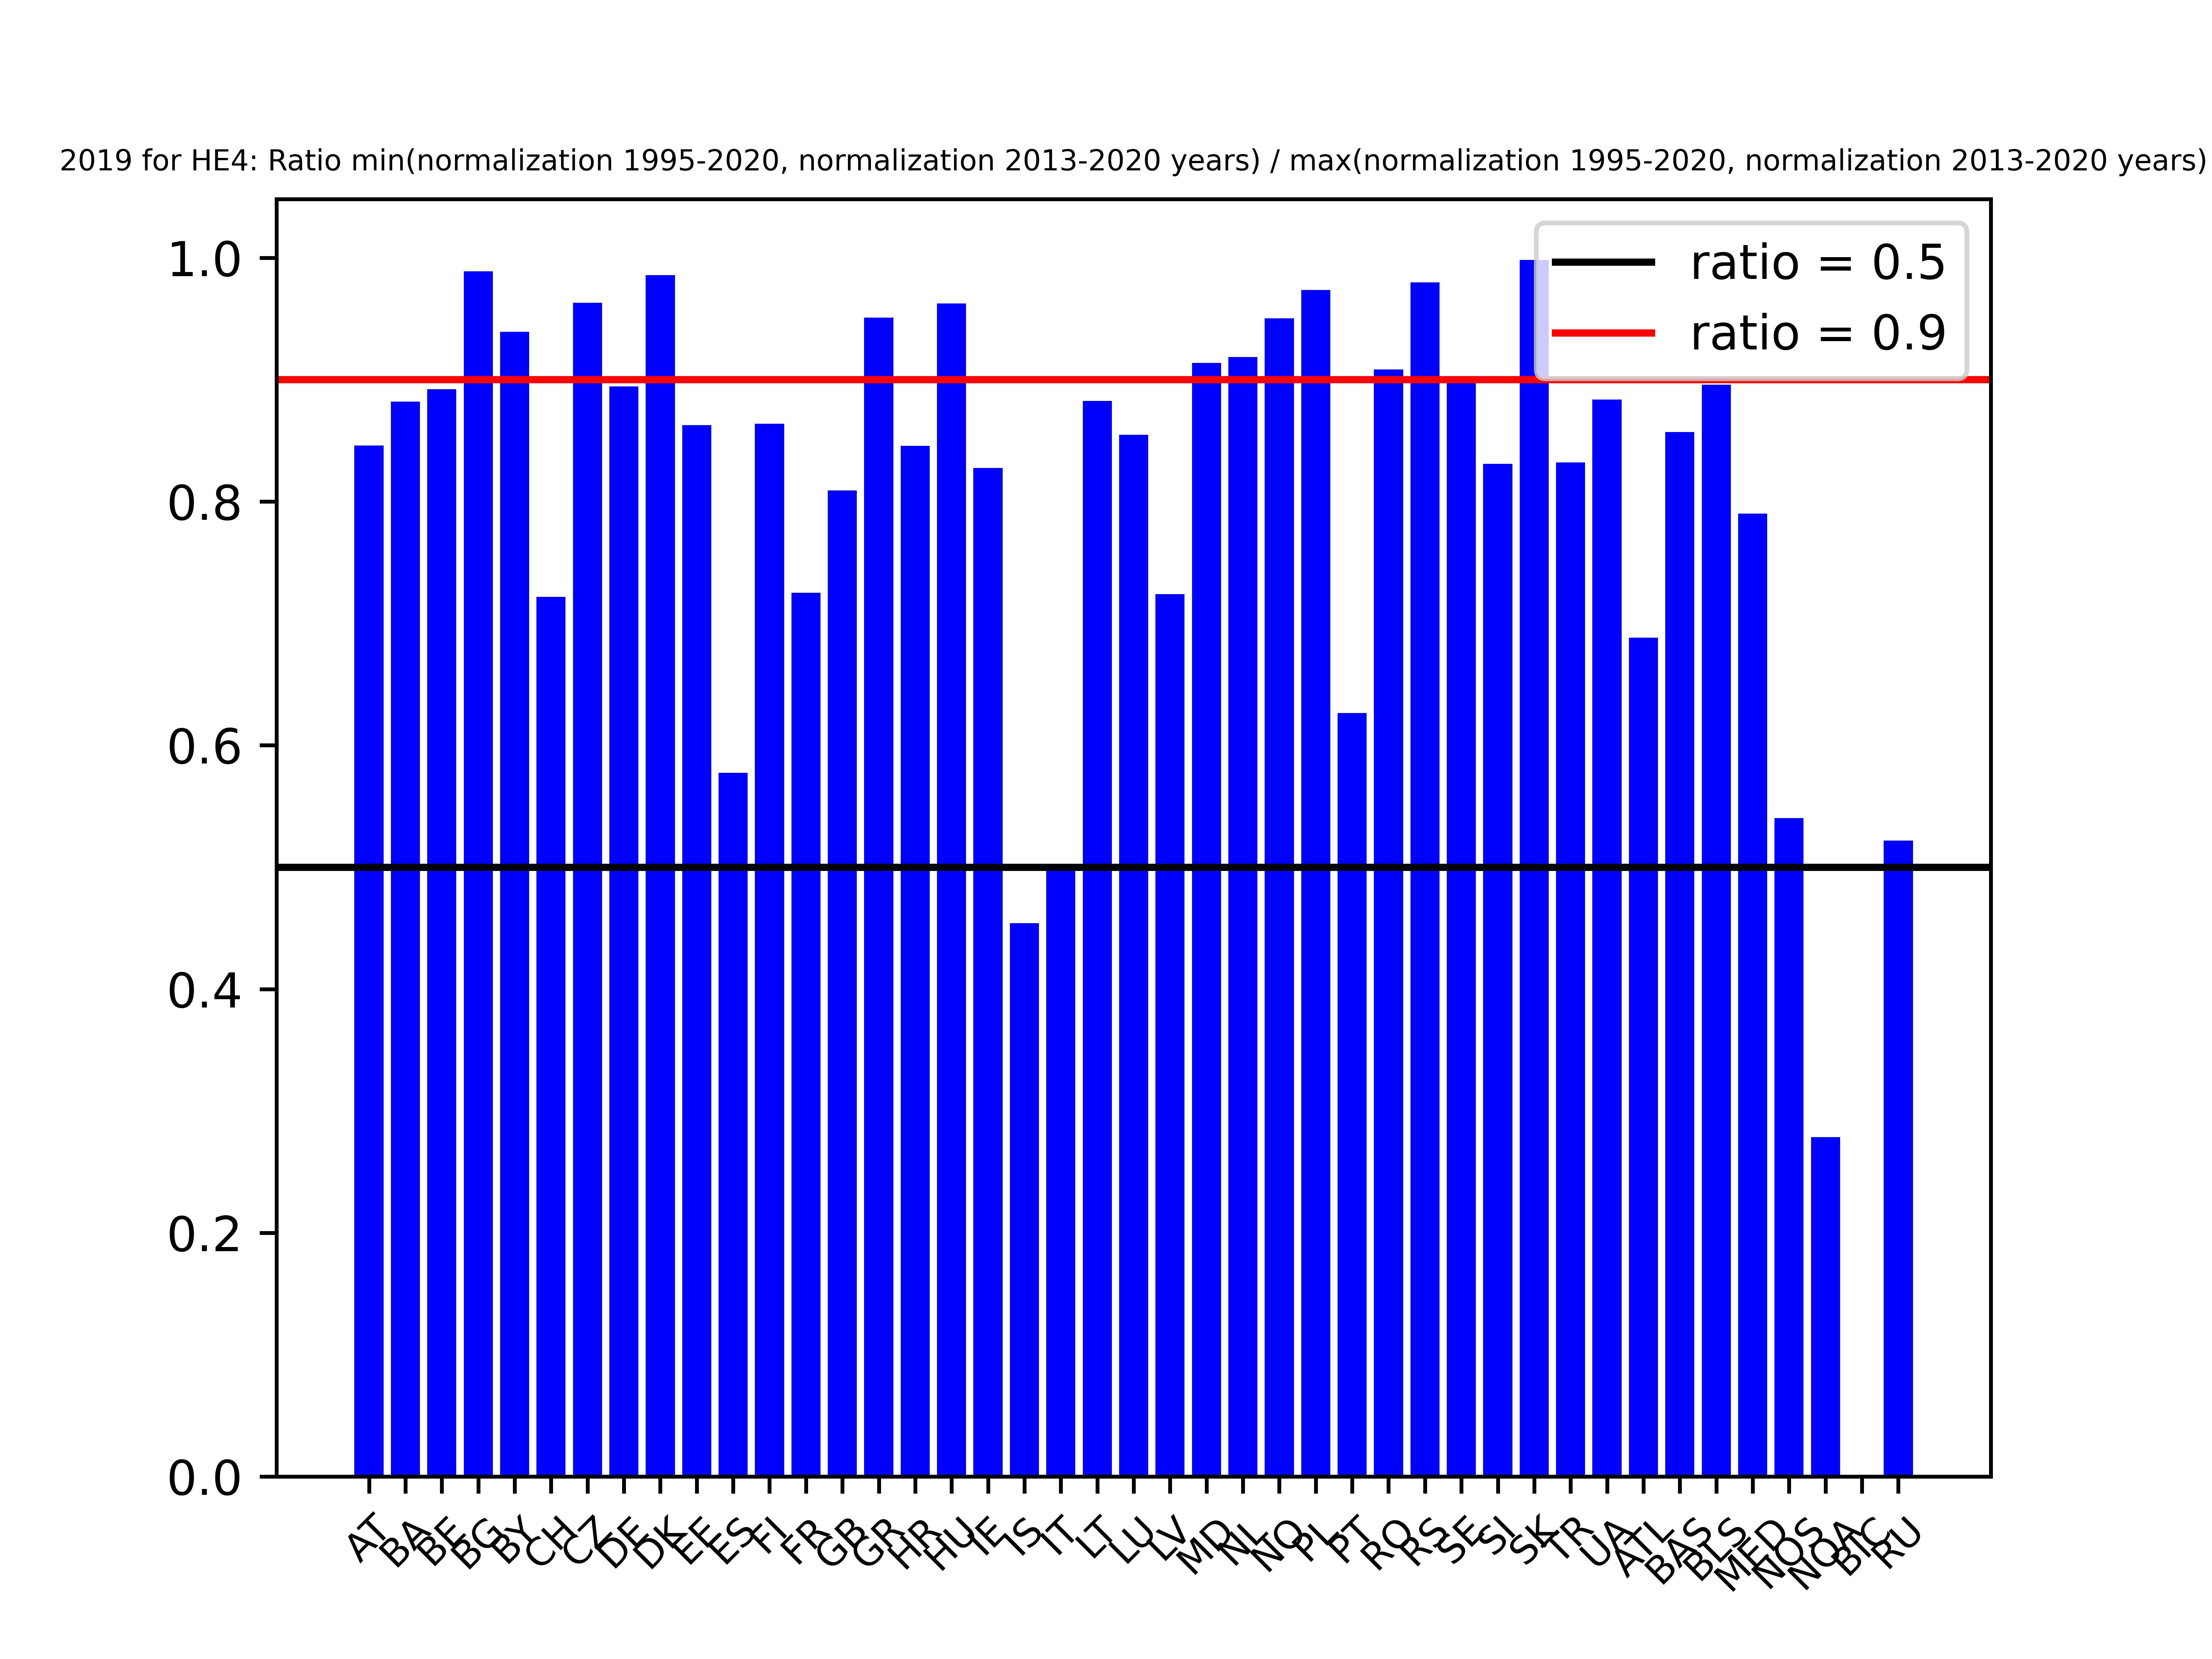 2019 for HE4: Ratio min(normalization 1995-2020, normalization 2013-2020 years) / max(normalization 1995-2020, normalization 2013-2020 years)
ratio = 0.5
ratio = 0.9
1.0
0.8
0.6
0.4
0.2
0.0
AT BA BE BG BY CH CZ DE DK EE ES FI FR GB GR HR HU IE IS IT LT LU LV MD NL NO PL PT RO RS SE SI SK TR UA ATL BAS BLS MED NOS NOA BIC RU